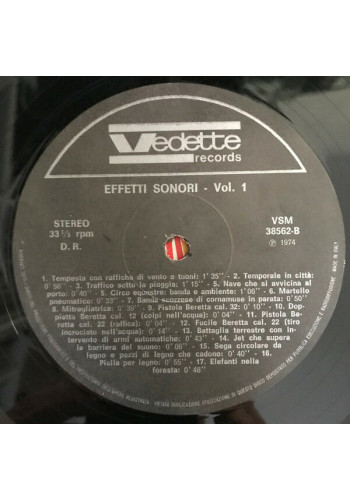 Vedette
records
EFFETTI SONORI - Vol. 1
STEREO
33 1/3 rpm
D. R.
VSM
38562-B
Ⓟ 1974
1. Tempesta con raffiche di vento e tuoni: 1' 35" - 2. Temporale in città:
0' 56" - 3. Traffico sotto la pioggia: 1' 15" - 5. Nave che si avvicina al
porto: 0' 40" - 5. Circo equestre: banda e ambiente: 1' 06" - 6. Martello
pneumatico: 0' 33" - 7. Banda scozzese di cornamuse in parata: 0' 50"
8. Mitragliatrice: 0' 35" - 9. Pistola Beretta cal. 6/35: 0' 32" - 10. Dop-
pietta Beretta cal. 12 (colpi nell'acqua): 0' 04" - 11. Pistola Be-
retta cal. 22 (raffica): 0' 04" - 12. Fucile Beretta cal. 22 (tiro
incrociato nell'acqua): 0' 14" - 13. Battaglia terrestre con in-
tervento di armi automatiche: 0' 43" - 14. Jet che supera
la barriera del suono: 0' 06" - 15. Sega circolare da
legno e pezzi di legno che cadono: 0' 40" - 16.
Pialla per legno: 0' 55" - 17. Elefanti nella
foresta: 0' 48"